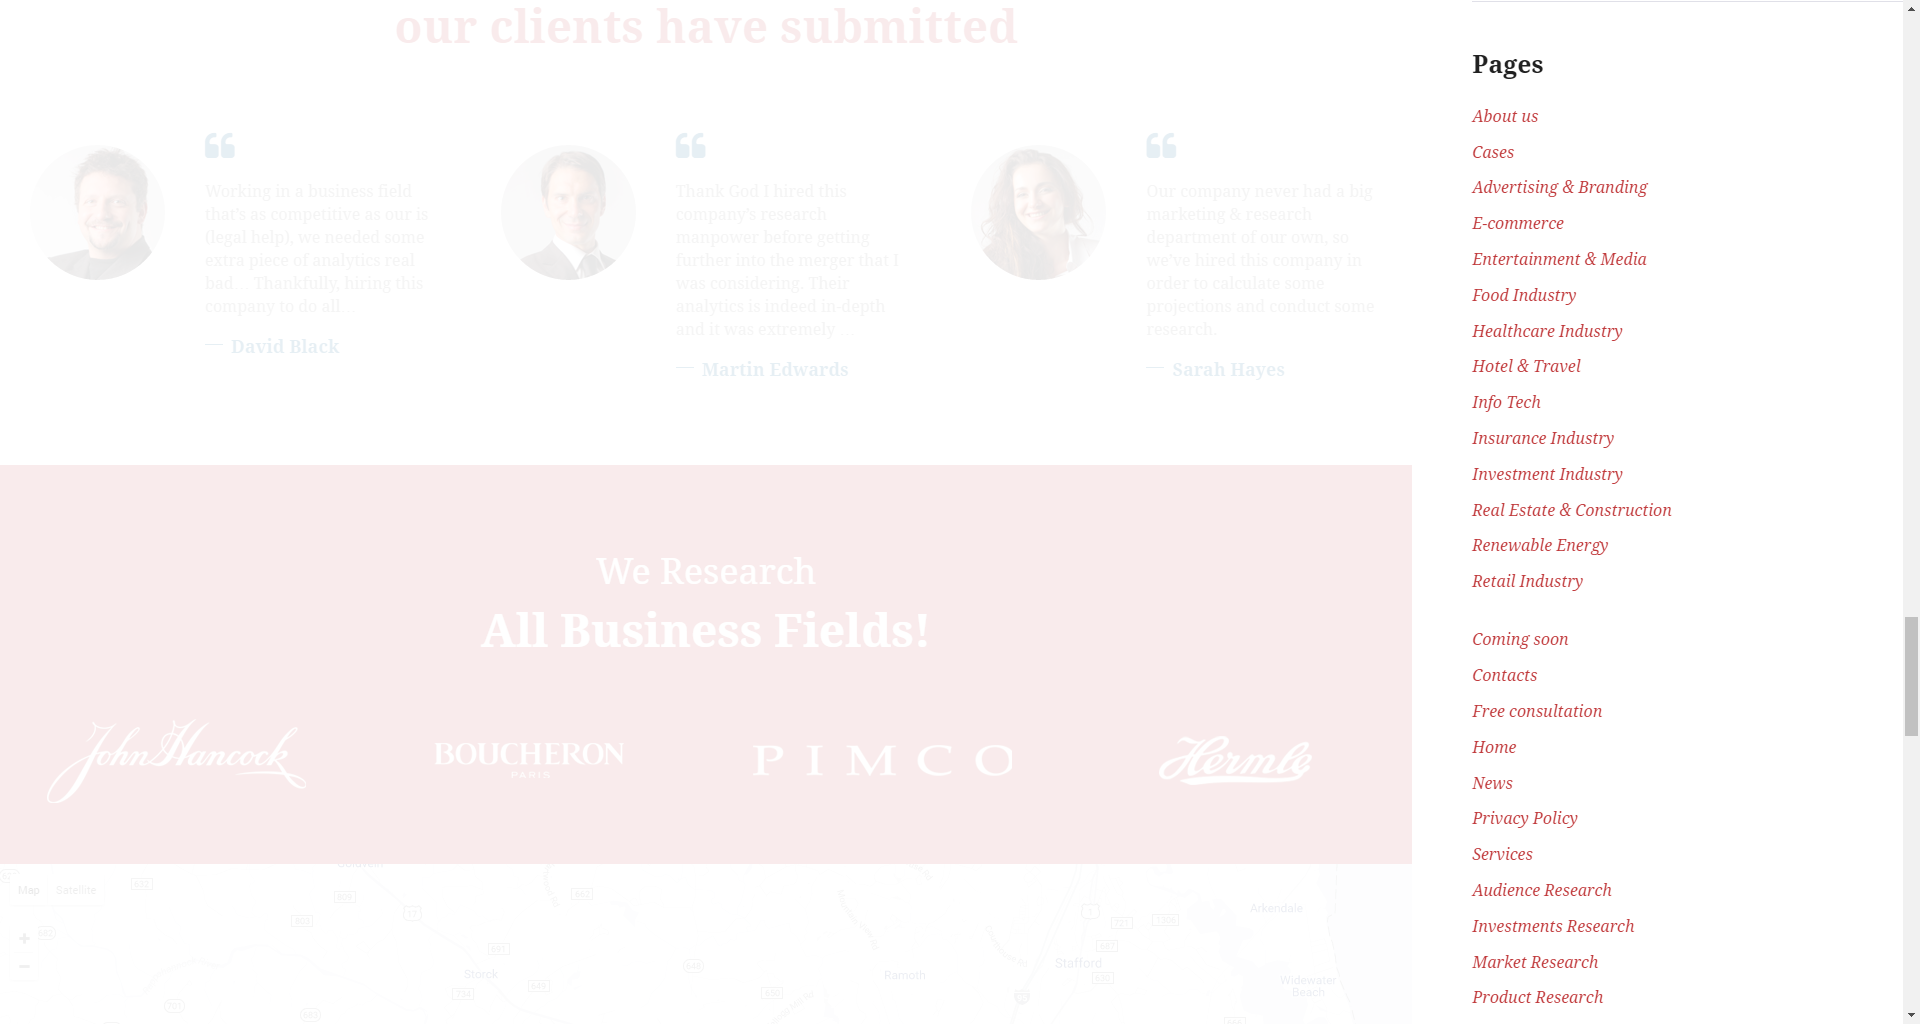 our clients have submitted
Working in a business field
that's as competitive as our is
(legal help), we needed some
extra piece of analytics real
bad… Thankfully, hiring this
company to do all…
David Black
Thank God I hired this
company's research
manpower before getting
further into the merger that I
was considering. Their
analytics is indeed in-depth
and it was extremely …
Martin Edwards
Our company never had a big
marketing & research
department of our own, so
we've hired this company in
order to calculate some
projections and conduct some
research.
Sarah Hayes
We Research
All Business Fields!
John Hancock
BOUCHERON
PARIS
PIMCO
Hermle
Map
Satellite
Storck
Ramoth
Stafford
Arkendale
Widewater
Beach
Pages
About us
Cases
Advertising & Branding
E-commerce
Entertainment & Media
Food Industry
Healthcare Industry
Hotel & Travel
Info Tech
Insurance Industry
Investment Industry
Real Estate & Construction
Renewable Energy
Retail Industry
Coming soon
Contacts
Free consultation
Home
News
Privacy Policy
Services
Audience Research
Investments Research
Market Research
Product Research